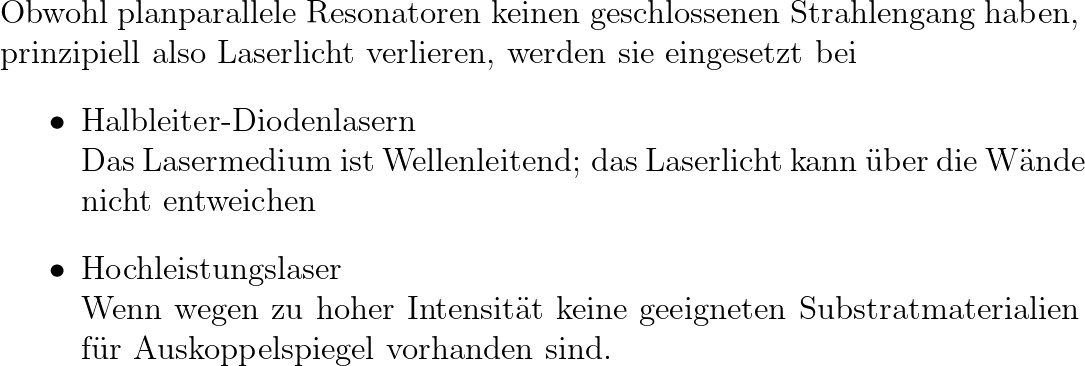 Obwohl planparallele Resonatoren keinen geschlossenen Strahlengang haben,
prinzipiell also Laserlicht verlieren, werden sie eingesetzt bei
• Halbleiter-Diodenlasern
Das Lasermedium ist Wellenleitend; das Laserlicht kann über die Wände
nicht entweichen
• Hochleistungslaser
Wenn wegen zu hoher Intensität keine geeigneten Substratmaterialien
für Auskoppelspiegel vorhanden sind.